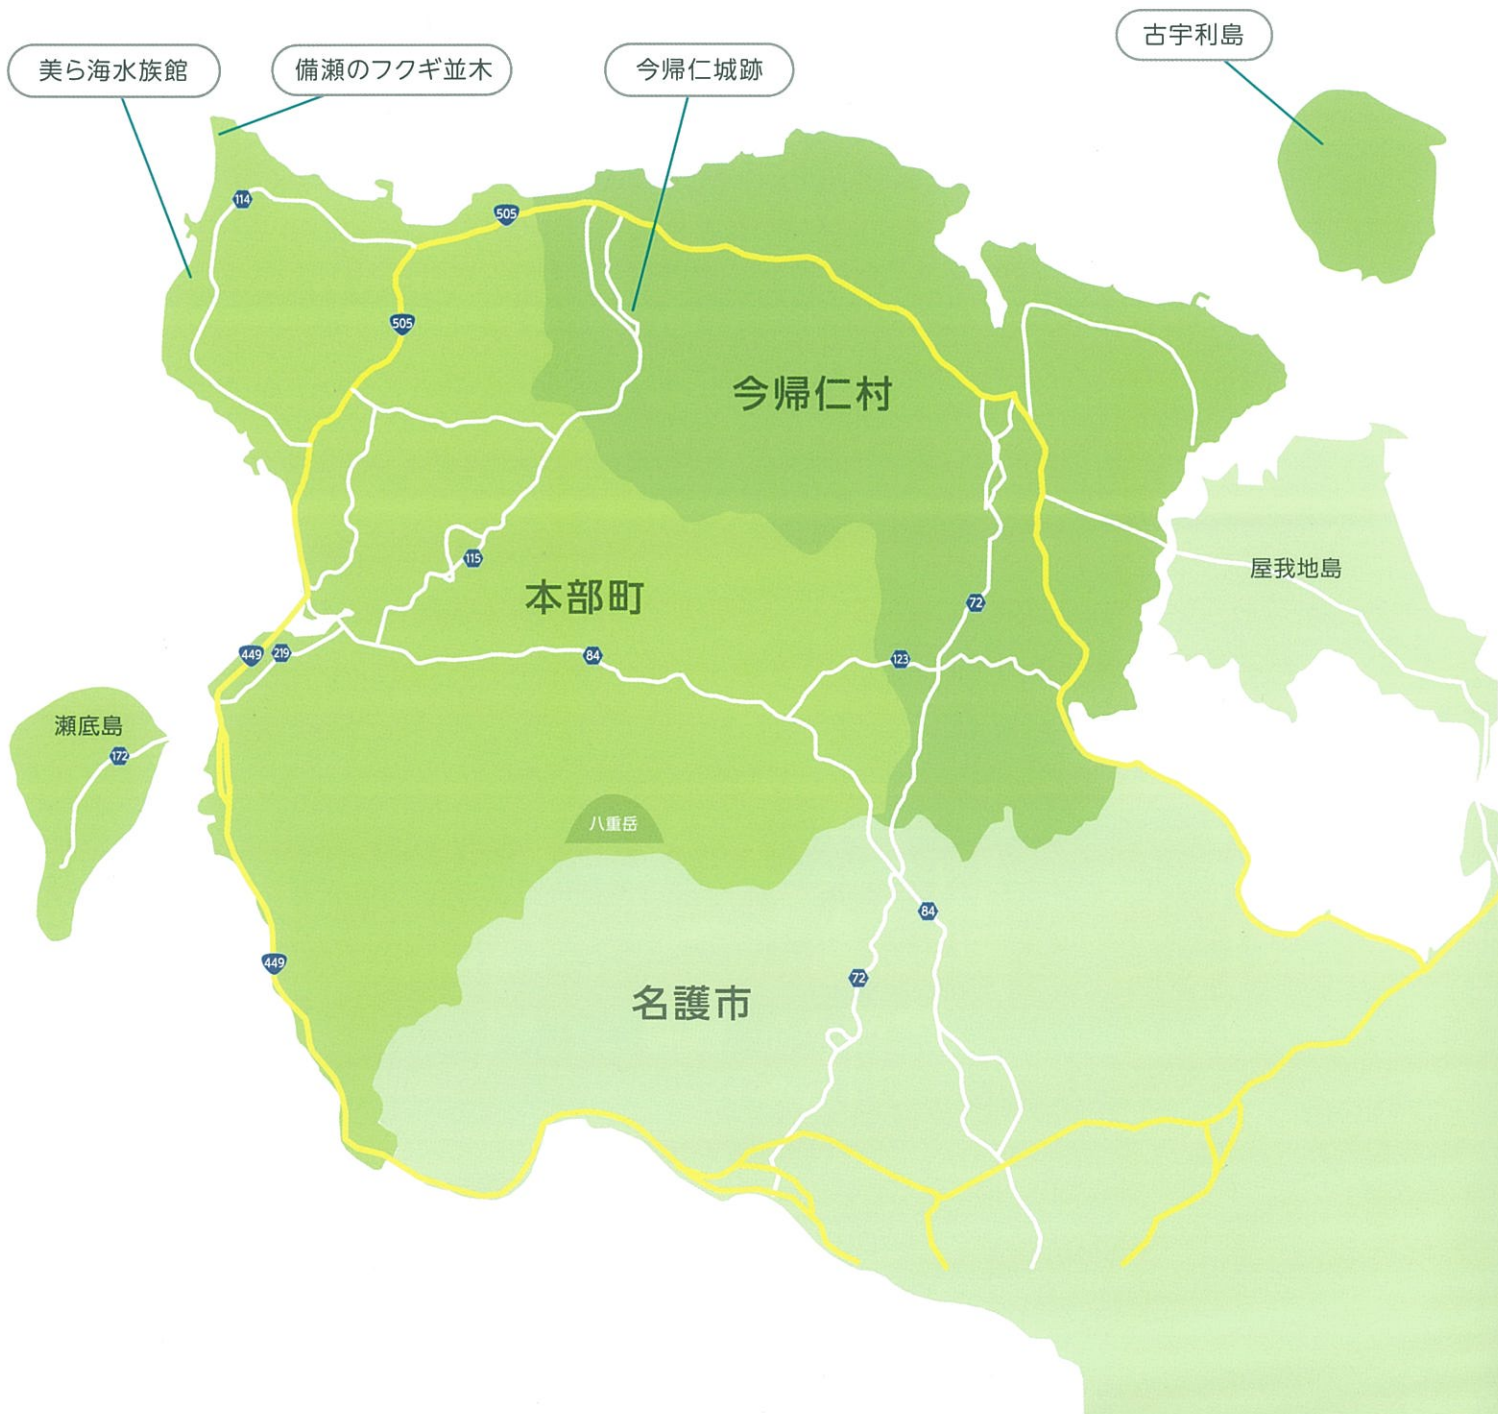 古宇利島
美ら海水族館
備瀬のフクギ並木
今帰仁城跡
114
505
505
今帰仁村
115
屋我地島
本部町
72
449
219
84
123
瀬底島
172
八重岳
84
449
72
名護市